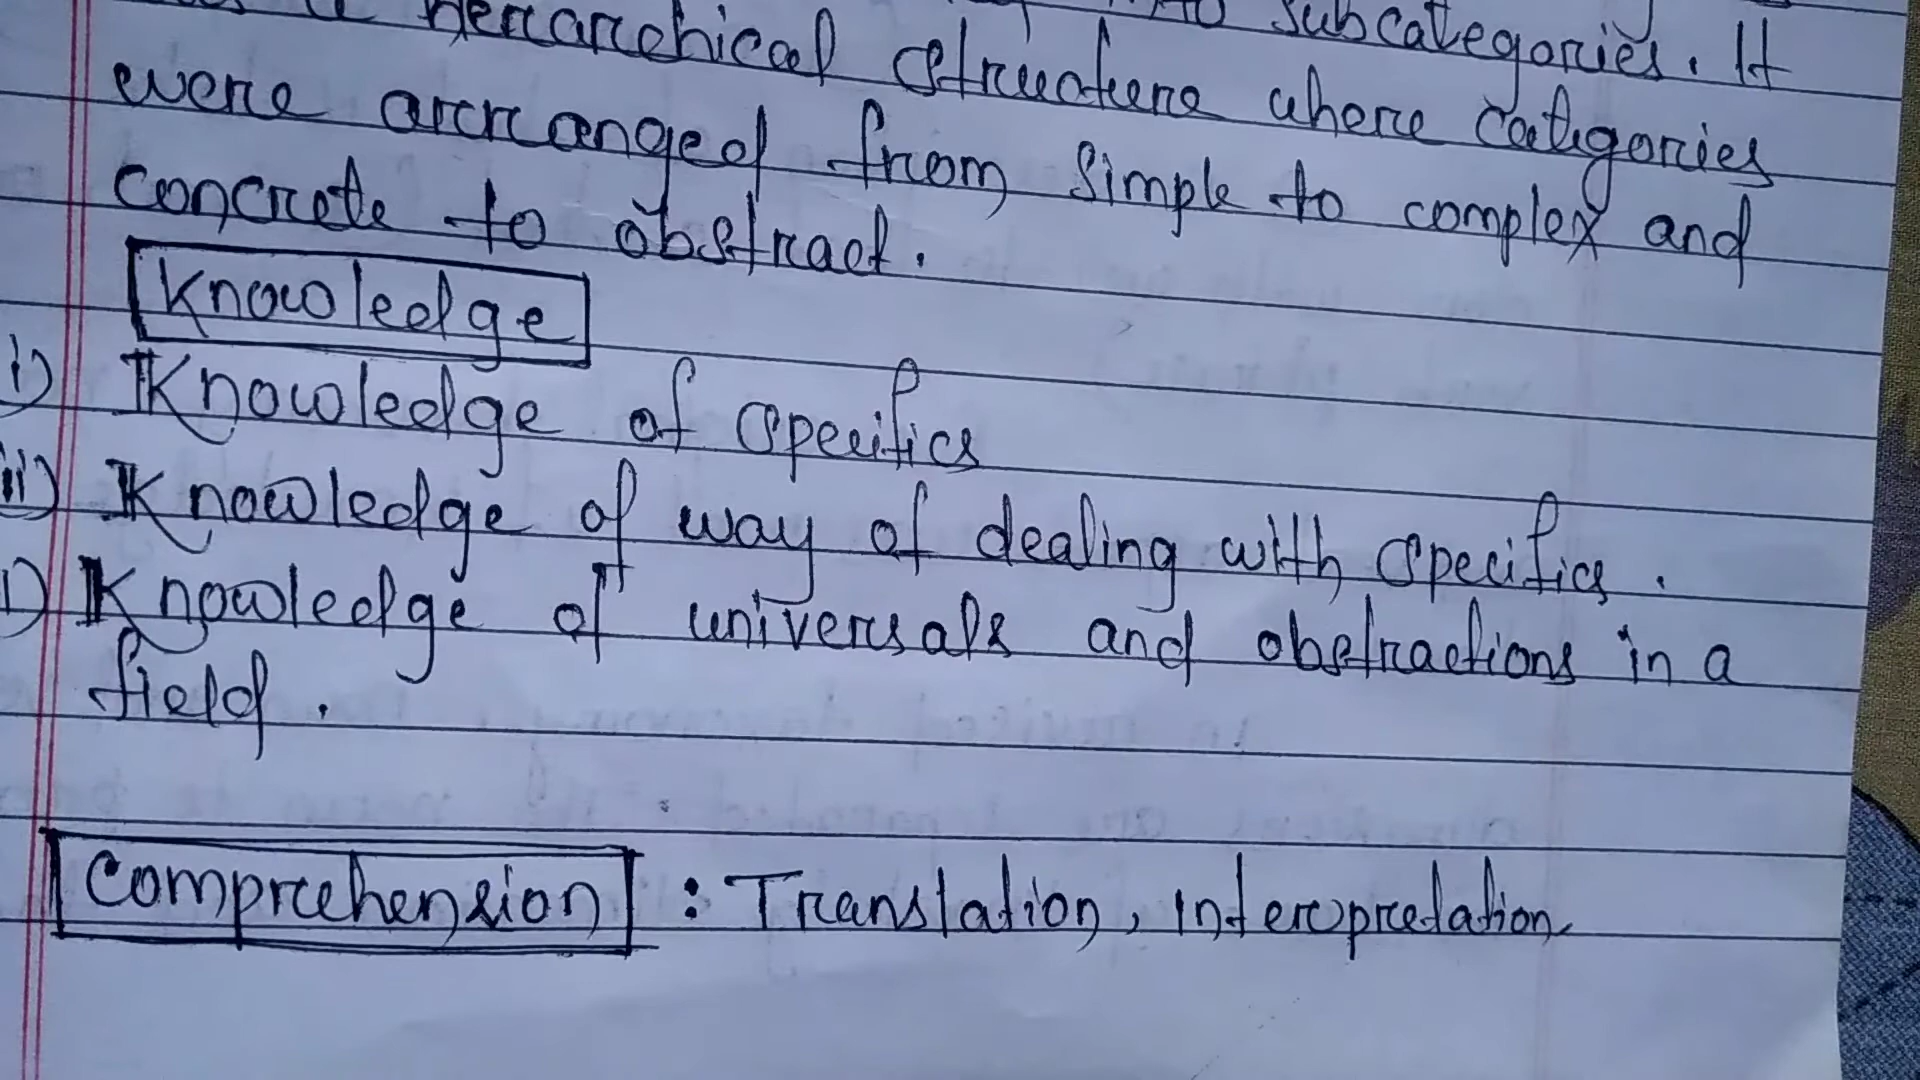 hierarchical structure where categories subcategories. It
were arranged from simple to complex and
concrete to abstract.
Knowledge
i) Knowledge of specifics
ii) Knowledge of way of dealing with specifics.
Knowledge of universals and abstractions in a
field.
Comprehension : Translation, interpretation